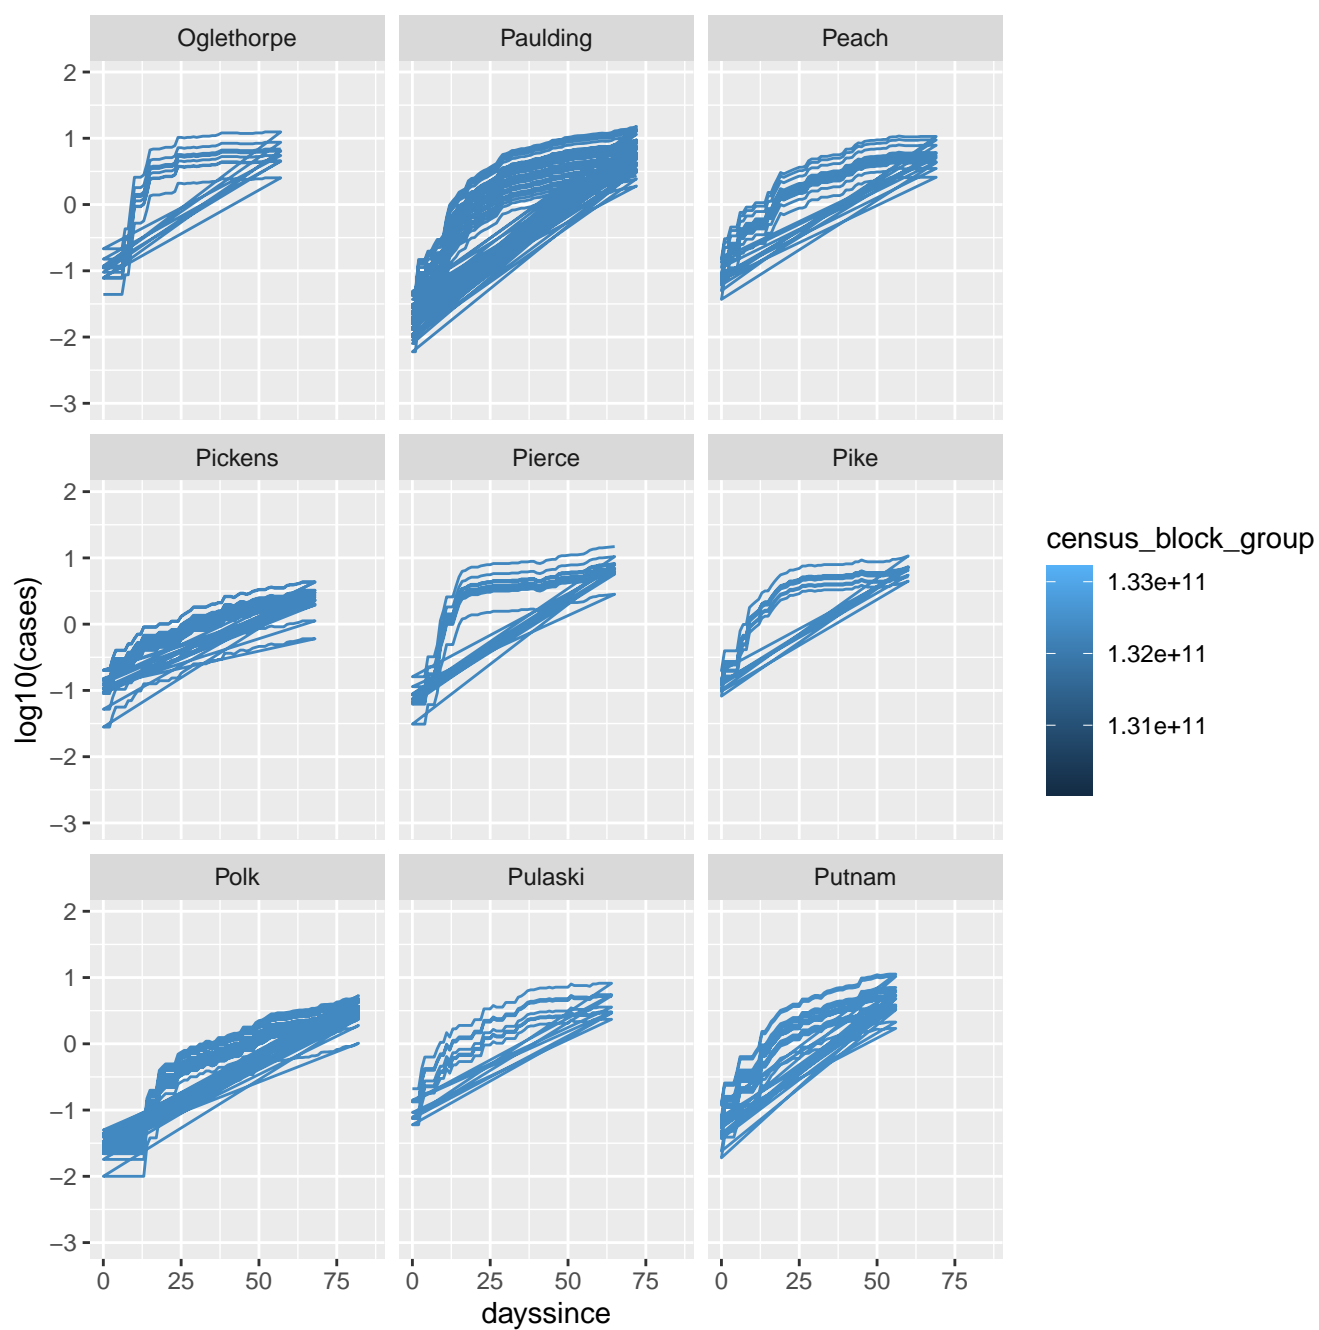 Oglethorpe Paulding Peach
2
1
0
−1
−2
−3
Pickens Pierce Pike
2
1
0
−1
−2
−3
Polk Pulaski Putnam
2
1
0
−1
−2
−3
0 25 50 75 0 25 50 75 0 25 50 75
dayssince
log10(cases)
census_block_group
1.33e+11
1.32e+11
1.31e+11